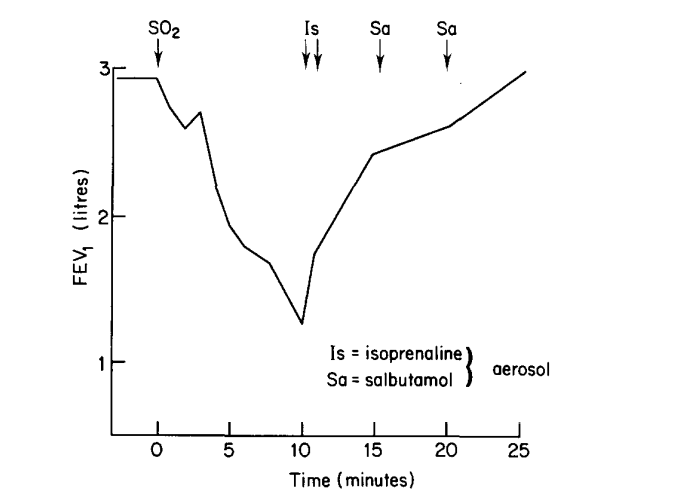 SO₂ Is Sa Sa
3
2
1
FEV₁ (litres)
Is = isoprenaline
Sa = salbutamol } aerosol
0 5 10 15 20 25
Time (minutes)